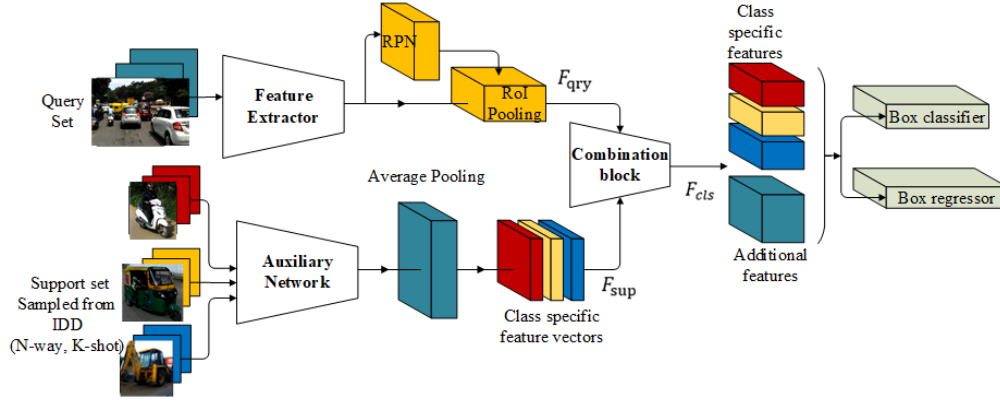 Query
Set
Feature
Extractor
RPN
RoI
Pooling
F_qry
Combination
block
F_cls
Class
specific
features
Box classifier
Box regressor
Additional
features
Support set
Sampled from
IDD
(N-way, K-shot)
Auxiliary
Network
Average Pooling
Class specific
feature vectors
F_sup